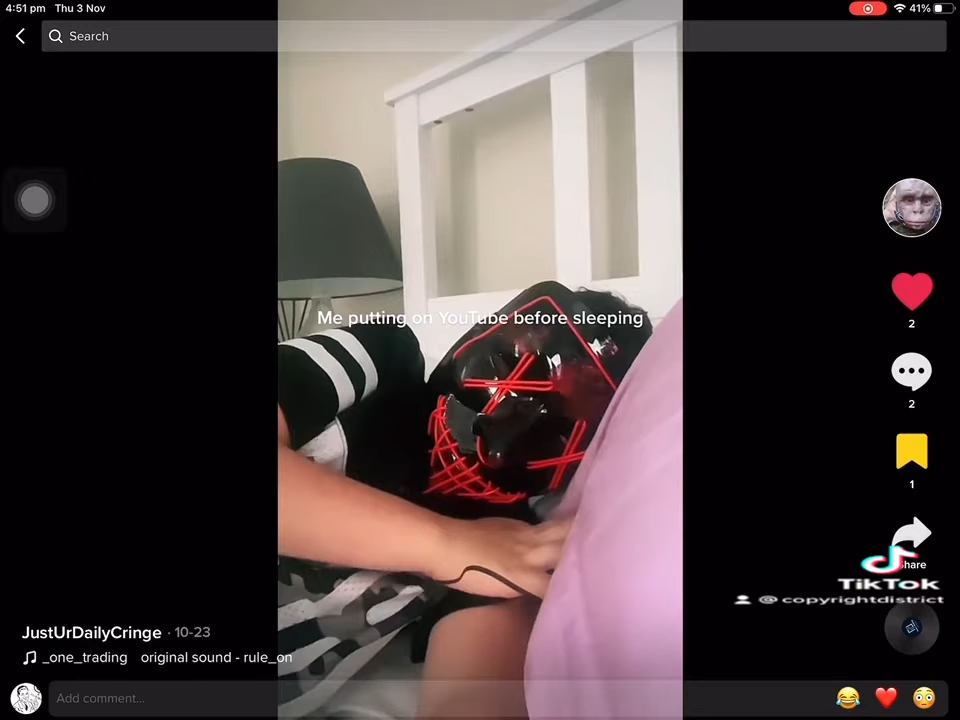 4:51 pm Thu 3 Nov
41%
Search
Me putting on YouTube before sleeping
2
2
1
Share
TikTok
@copyrightdistrict
JustUrDailyCringe · 10-23
_one_trading original sound - rule_on
Add comment...